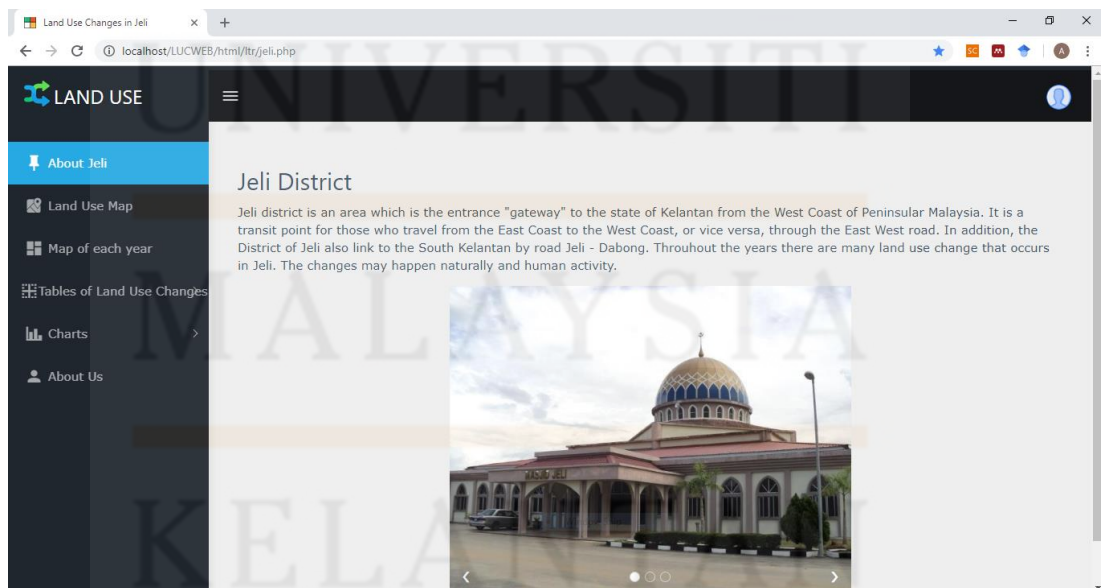 Land Use Changes in Jeli
localhost/LUCWEB/html/ltr/jeli.php
SC
A
LAND USE
About Jeli
Land Use Map
Map of each year
Tables of Land Use Changes
Charts
About Us
Jeli District
Jeli district is an area which is the entrance "gateway" to the state of Kelantan from the West Coast of Peninsular Malaysia. It is a
transit point for those who travel from the East Coast to the West Coast, or vice versa, through the East West road. In addition, the
District of Jeli also link to the South Kelantan by road Jeli - Dabong. Throuhout the years there are many land use change that occurs
in Jeli. The changes may happen naturally and human activity.
MASJID JELI
UNIVERSITI
MALAYSIA
KELANTAN